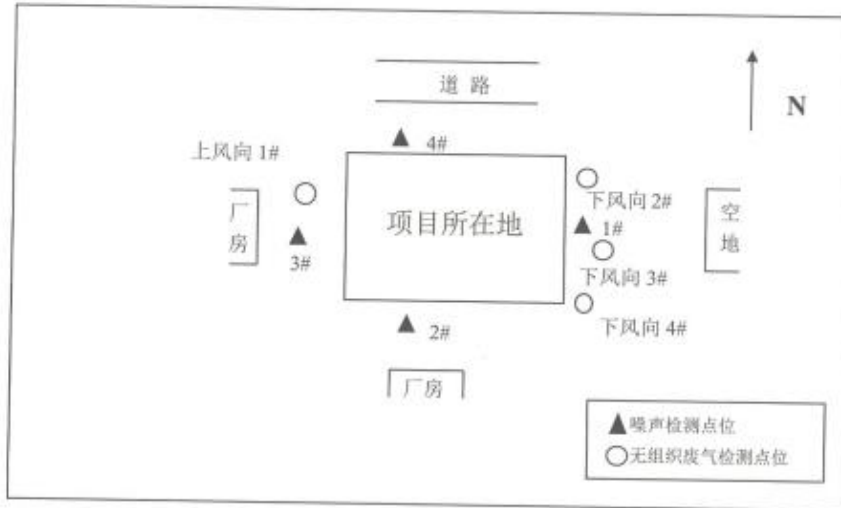 道 路
N
4#
上风向 1#
厂房
项目所在地
下风向 2#
1#
空地
3#
下风向 3#
2#
下风向 4#
厂房
▲噪声检测点位
○无组织废气检测点位